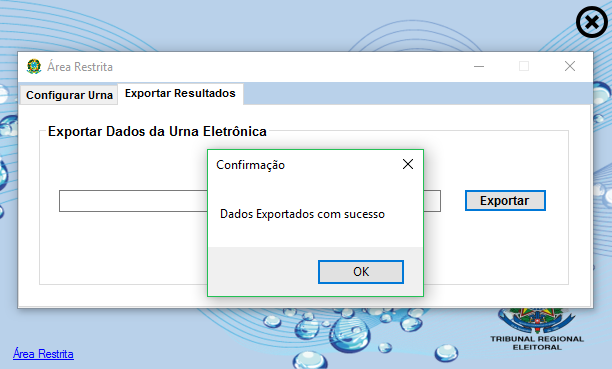 Área Restrita
Configurar Urna
Exportar Resultados
Exportar Dados da Urna Eletrônica
Confirmação
Dados Exportados com sucesso
Exportar
OK
TRIBUNAL REGIONAL
ELEITORAL
Área Restrita